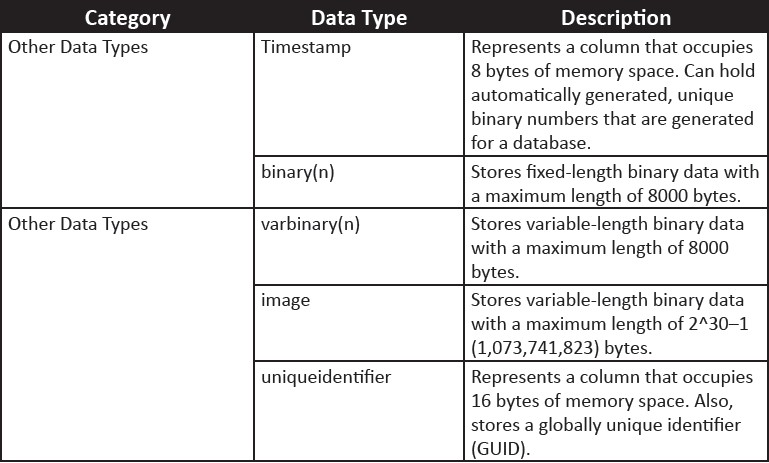 Category Data Type Description
Other Data Types Timestamp Represents a column that occupies
8 bytes of memory space. Can hold
automatically generated, unique
binary numbers that are generated
for a database.
binary(n) Stores fixed-length binary data with
a maximum length of 8000 bytes.
Other Data Types varbinary(n) Stores variable-length binary data
with a maximum length of 8000
bytes.
image Stores variable-length binary data
with a maximum length of 2^30–1
(1,073,741,823) bytes.
uniqueidentifier Represents a column that occupies
16 bytes of memory space. Also,
stores a globally unique identifier
(GUID).